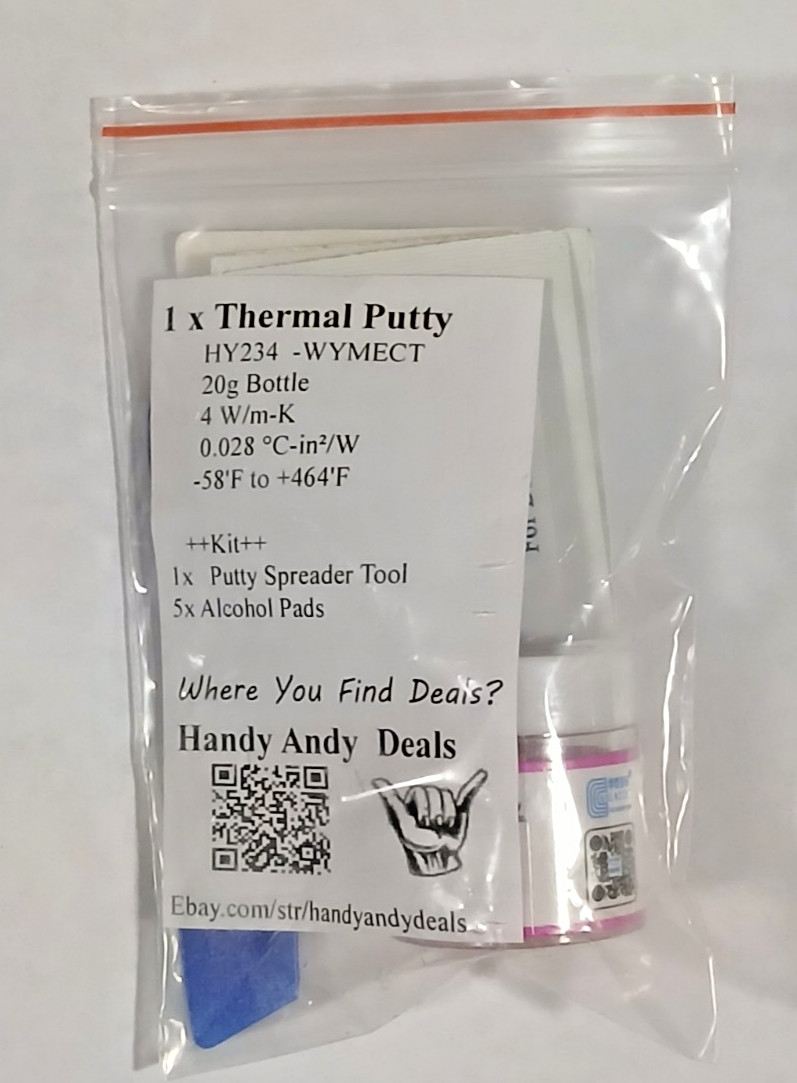 1 x Thermal Putty
HY234 -WYMECT
20g Bottle
4 W/m-K
0.028 °C-in²/W
-58'F to +464'F
++Kit++
1x Putty Spreader Tool
5x Alcohol Pads
Where You Find Deals?
Handy Andy Deals
Ebay.com/str/handyandydeals